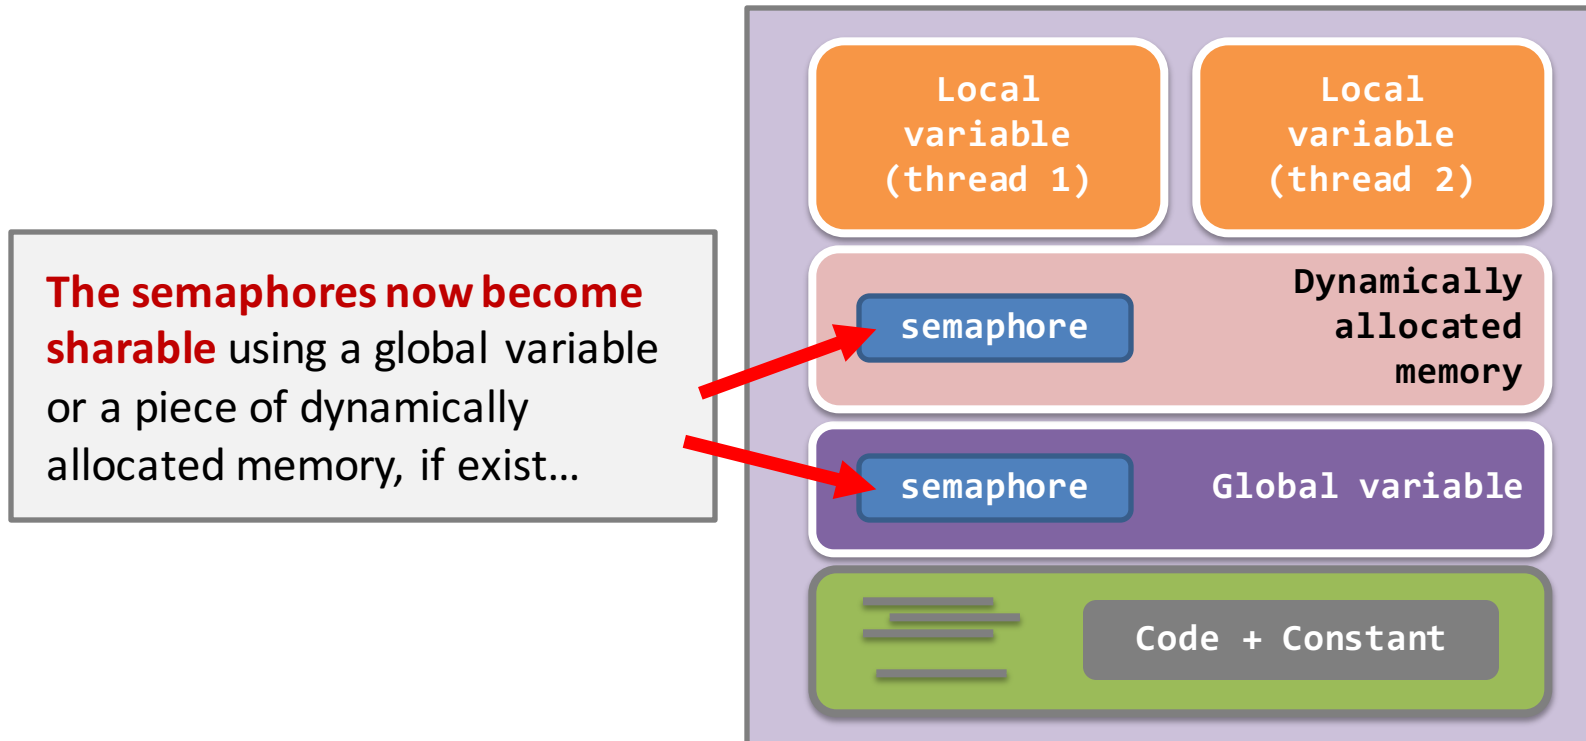 The semaphores now become
sharable using a global variable
or a piece of dynamically
allocated memory, if exist…
Local
variable
(thread 1)
Local
variable
(thread 2)
semaphore
Dynamically
allocated
memory
semaphore
Global variable
Code + Constant